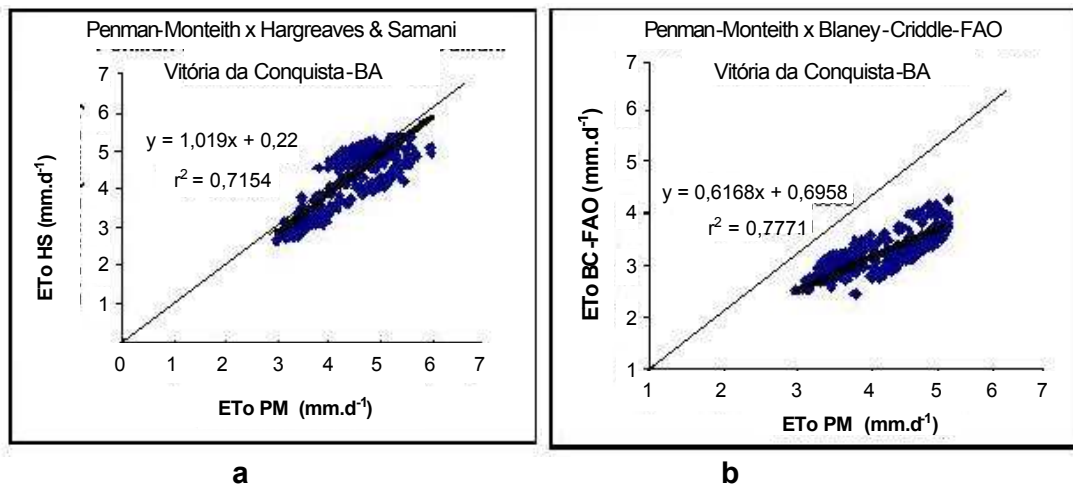 Penman-Monteith x Hargreaves & Samani
Vitória da Conquista-BA
7
6
5
4
3
2
1
y = 1,019x + 0,22
r² = 0,7154
ETo HS (mm.d⁻¹)
0 1 2 3 4 5 6 7
ETo PM (mm.d⁻¹)
a
Penman-Monteith x Blaney-Criddle-FAO
Vitória da Conquista-BA
7
6
5
4
3
2
1
y = 0,6168x + 0,6958
r² = 0,7771
ETo BC-FAO (mm.d⁻¹)
1 2 3 4 5 6 7
ETo PM (mm.d⁻¹)
b